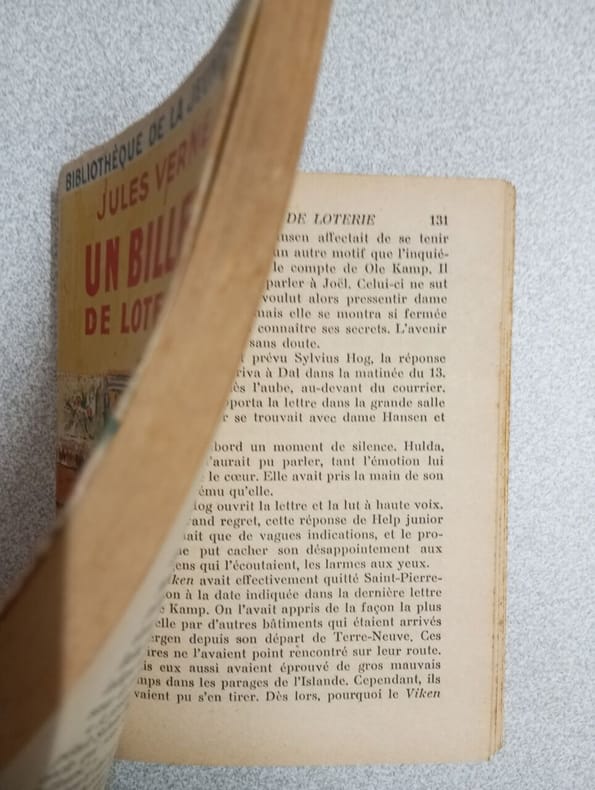 BIBLIOTHÈQUE DE LA
JULES VERNE
UN BILLE
DE LOTE
DE LOTERIE 131
ansen affectait de se tenir
un autre motif que l'inquié-
le compte de Ole Kamp. Il
parler à Joël. Celui-ci ne sut
voulut alors pressentir dame
mais elle se montra si fermée
connaître ses secrets. L'avenir
sans doute.
prévu Sylvius Hog, la réponse
riva à Dal dans la matinée du 13.
ès l'aube, au-devant du courrier.
pporta la lettre dans la grande salle
r se trouvait avec dame Hansen et
bord un moment de silence. Hulda,
'aurait pu parler, tant l'émotion lui
le cœur. Elle avait pris la main de son
ému qu'elle.
Hog ouvrit la lettre et la lut à haute voix.
rand regret, cette réponse de Help junior
ait que de vagues indications, et le pro-
ne put cacher son désappointement aux
gens qui l'écoutaient, les larmes aux yeux.
iken avait effectivement quitté Saint-Pierre-
on à la date indiquée dans la dernière lettre
e Kamp. On l'avait appris de la façon la plus
elle par d'autres bâtiments qui étaient arrivés
ergen depuis son départ de Terre-Neuve. Ces
ires ne l'avaient point rencontré sur leur route.
is eux aussi avaient éprouvé de gros mauvais
mps dans les parages de l'Islande. Cependant, ils
vaient pu s'en tirer. Dès lors, pourquoi le Viken